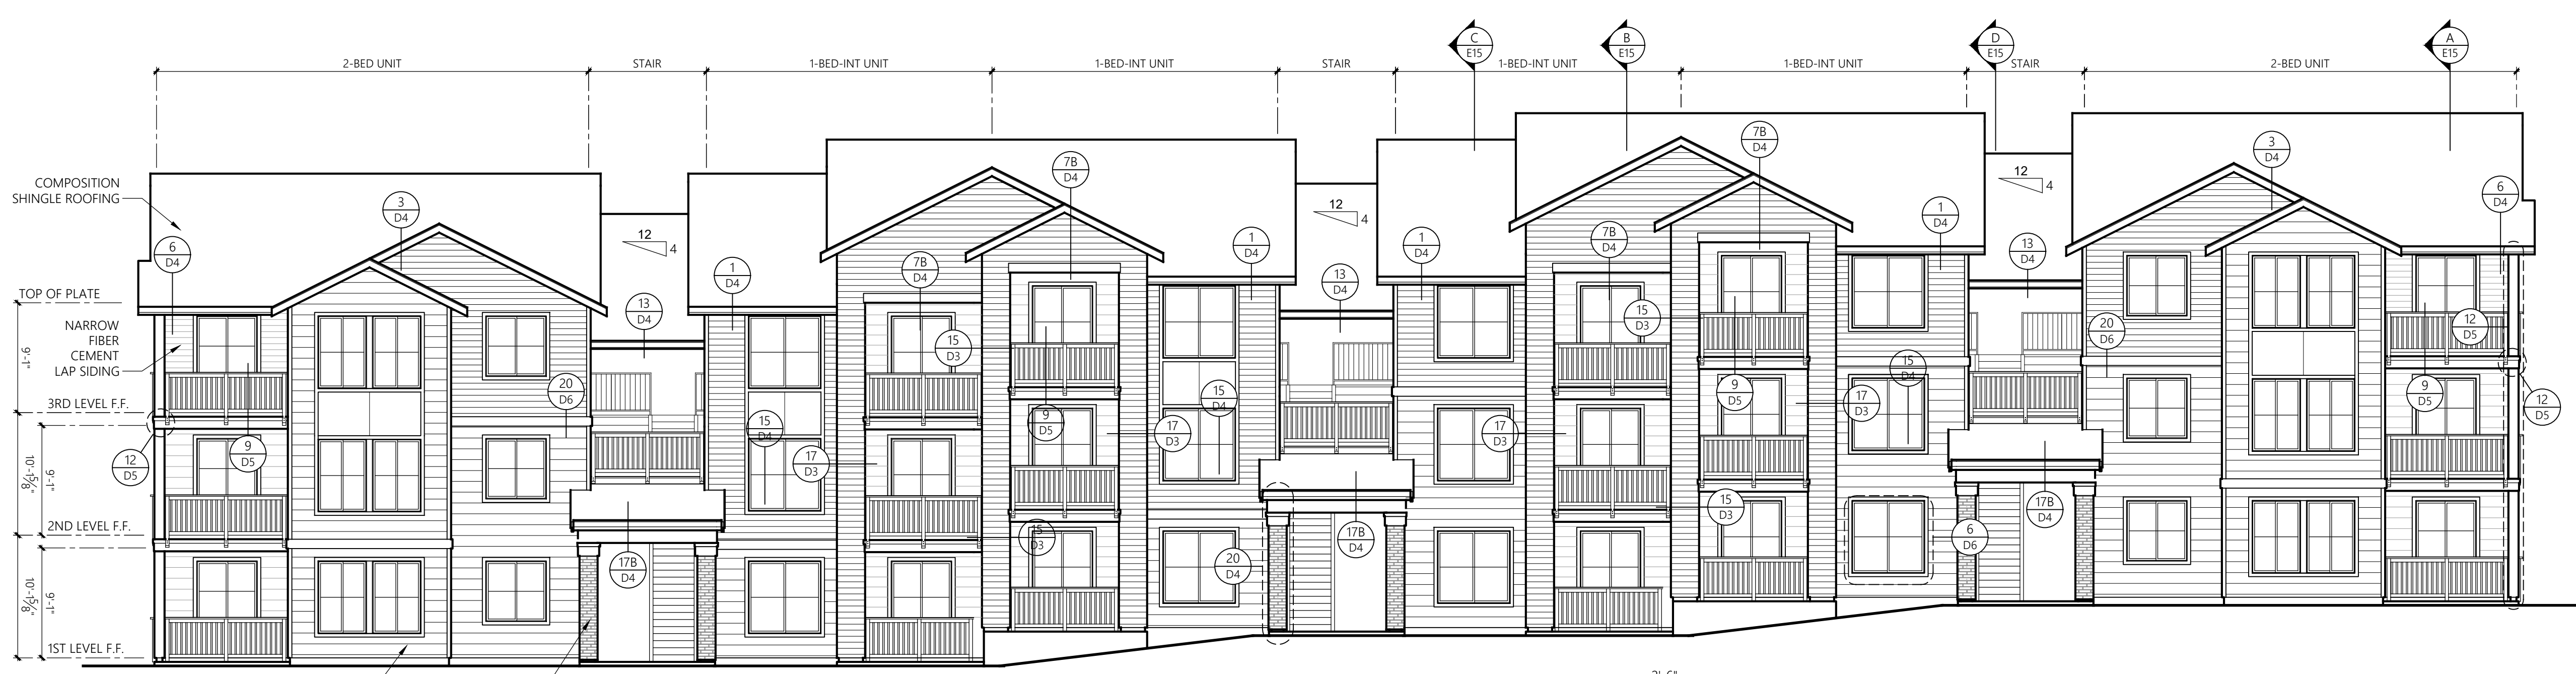 C
E15
B
E15
D
E15
A
E15
2-BED UNIT
STAIR
1-BED-INT UNIT
1-BED-INT UNIT
STAIR
1-BED-INT UNIT
1-BED-INT UNIT
STAIR
2-BED UNIT
7B
D4
7B
D4
3
D4
COMPOSITION
SHINGLE ROOFING
3
D4
12
4
12
4
12
4
6
D4
6
D4
1
D4
1
D4
1
D4
1
D4
7B
D4
7B
D4
13
D4
13
D4
13
D4
TOP OF PLATE
NARROW
FIBER
CEMENT
LAP SIDING
9'-1"
15
D3
15
D3
20
D6
12
D5
20
D6
15
D4
15
D4
15
D4
9
D5
9
D5
9
D5
9
D5
12
D5
3RD LEVEL F.F.
12
D5
17
D3
17
D3
17
D3
17
D3
10'-1 5/8"
9'-1"
15
D3
15
D3
2ND LEVEL F.F.
17B
D4
17B
D4
17B
D4
20
D4
6
D6
10'-1 5/8"
9'-1"
1ST LEVEL F.F.